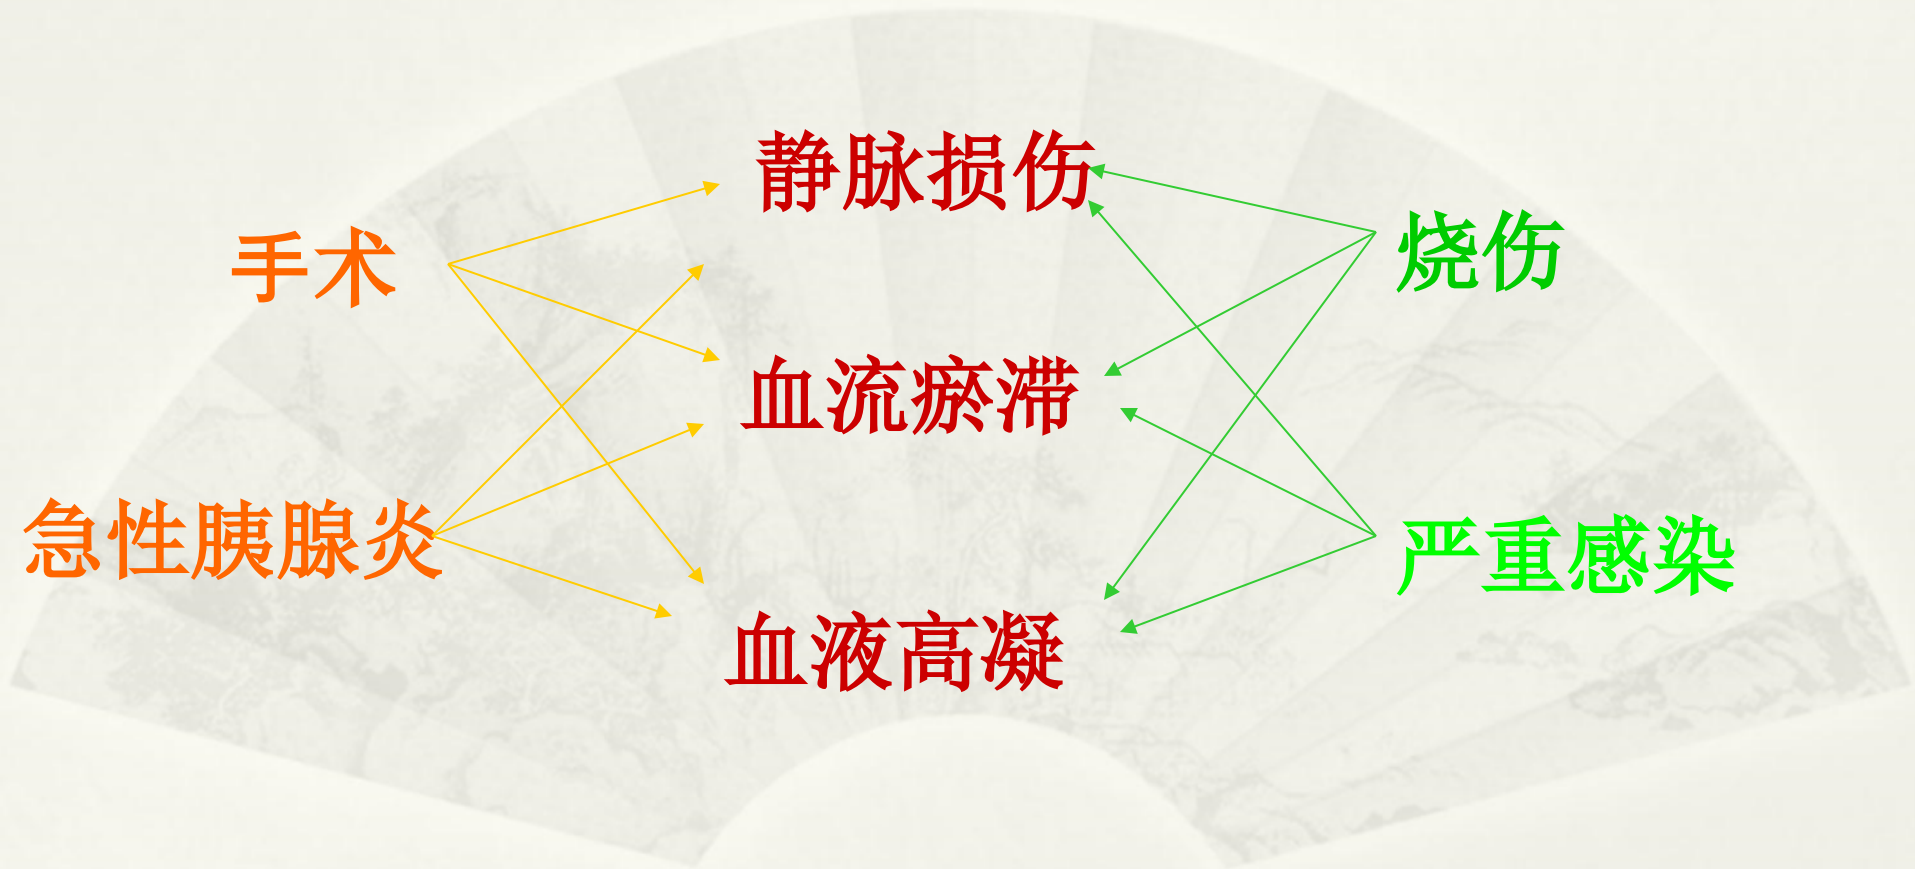 静脉损伤
手术
烧伤
血流瘀滞
急性胰腺炎
严重感染
血液高凝